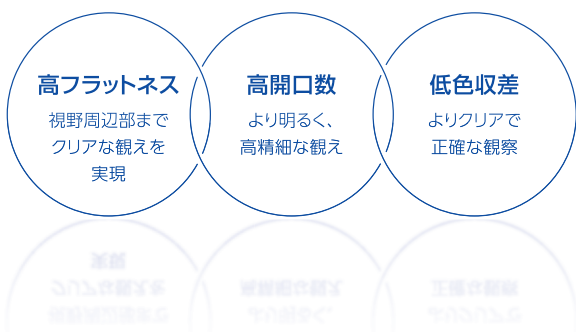 高フラットネス
視野周辺部まで
クリアな観えを
実現
高開口数
より明るく、
高精細な観え
低色収差
よりクリアで
正確な観察